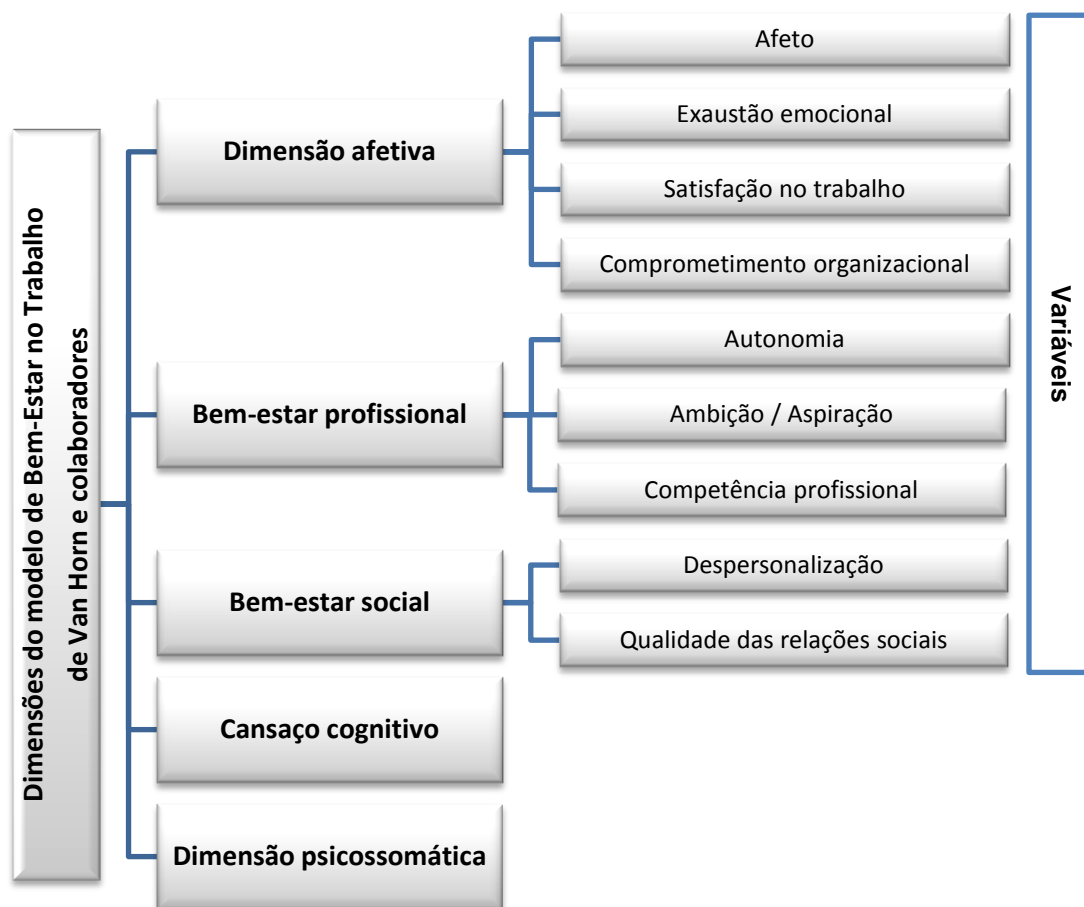 Dimensões do modelo de Bem-Estar no Trabalho
de Van Horn e colaboradores
Dimensão afetiva
Afeto
Exaustão emocional
Satisfação no trabalho
Comprometimento organizacional
Bem-estar profissional
Autonomia
Ambição / Aspiração
Competência profissional
Bem-estar social
Despersonalização
Qualidade das relações sociais
Cansaço cognitivo
Dimensão psicossomática
Variáveis